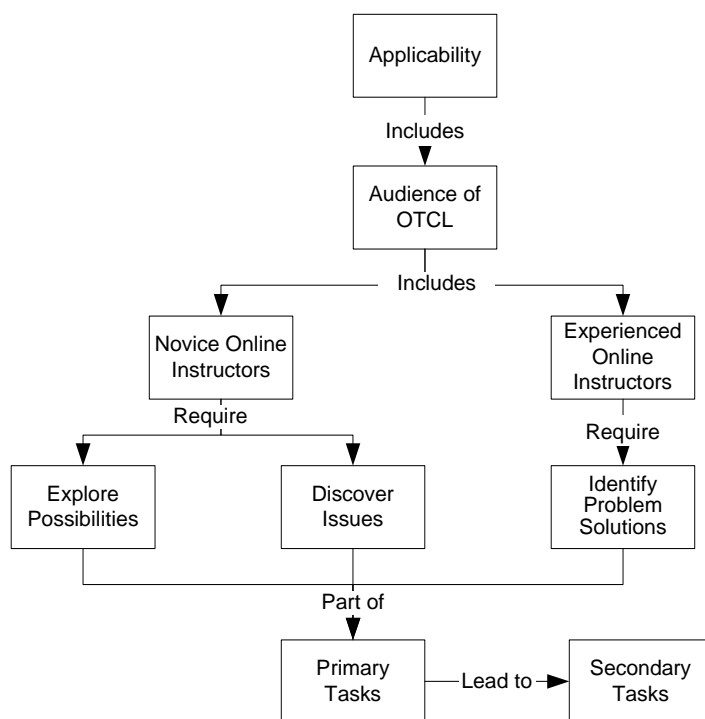 Applicability
Includes
Audience of
OTCL
Includes
Novice Online
Instructors
Experienced
Online
Instructors
Require
Require
Explore
Possibilities
Discover
Issues
Identify
Problem
Solutions
Part of
Primary
Tasks
Lead to
Secondary
Tasks